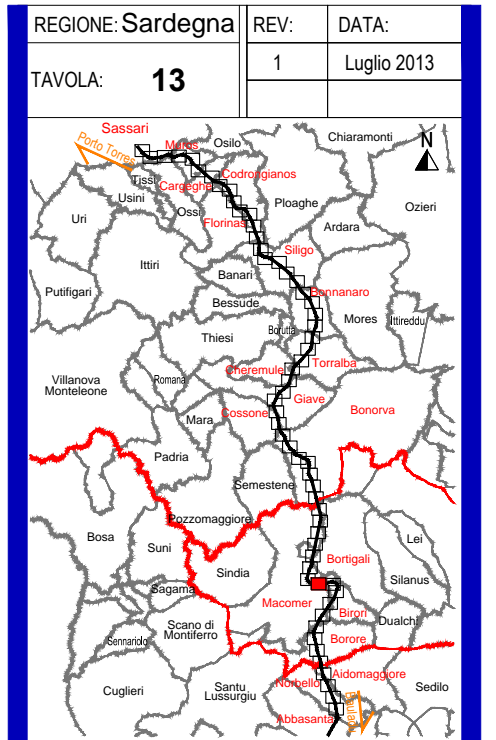 REGIONE: Sardegna
REV:
DATA:
TAVOLA: 13
1
Luglio 2013
Sassari
Porto Torres
Muros
Osilo
Chiaramonti
N
Tissi
Cargeghe
Codrongianos
Usini
Ossi
Ploaghe
Ozieri
Uri
Florinas
Ardara
Ittiri
Siligo
Banari
Putifigari
Bessude
Bonnanaro
Thiesi
Borutta
Mores
Ittireddu
Cheremule
Torralba
Villanova
Monteleone
Romana
Giave
Cossone
Bonorva
Mara
Padria
Semestene
Pozzomaggiore
Bosa
Suni
Lei
Bortigali
Sindia
Silanus
Sagama
Macomer
Birori
Dualchi
Scano di
Montiferro
Sennariolo
Borore
Aidomaggiore
Norbello
Sedilo
Cuglieri
Santu
Lussurgiu
Abbasanta